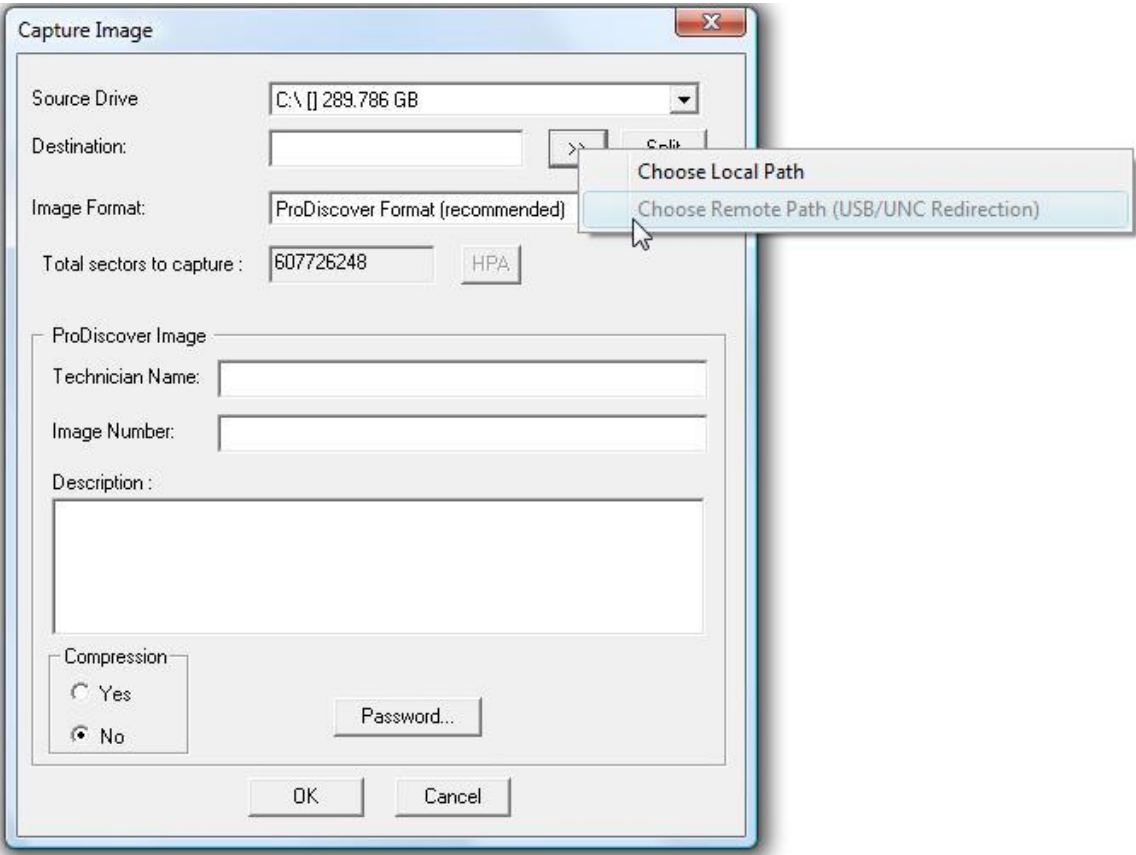 Capture Image
Source Drive C:\ [] 289.786 GB
Destination: >> Split
Choose Local Path
Image Format: ProDiscover Format (recommended) Choose Remote Path (USB/UNC Redirection)
Total sectors to capture : 607726248 HPA
ProDiscover Image
Technician Name:
Image Number:
Description :
Compression
Yes
No
Password...
OK Cancel